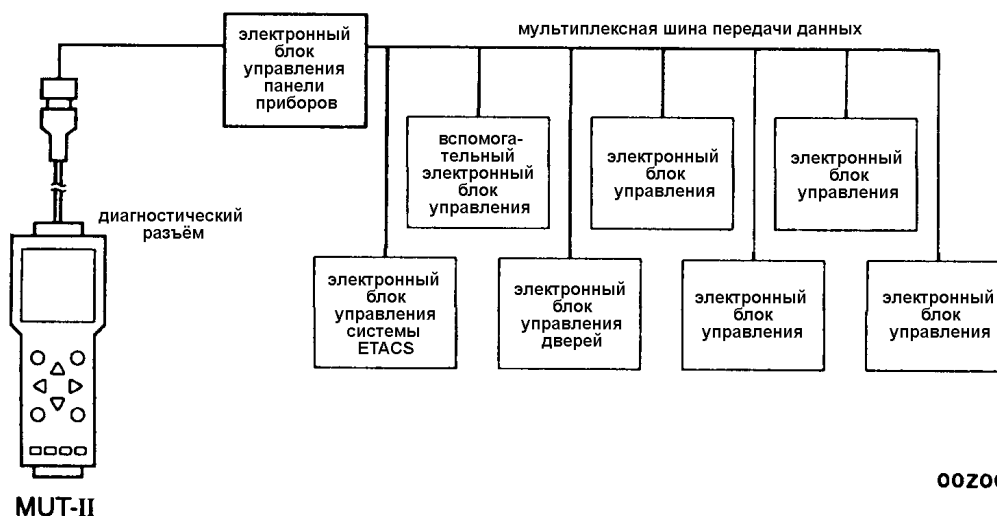 электронный
блок
управления
панели
приборов
мультиплексная шина передачи данных
вспомога-
тельный
электронный
блок
управления
электронный
блок
управления
электронный
блок
управления
диагностический
разъём
электронный
блок
управления
системы
ETACS
электронный
блок
управления
дверей
электронный
блок
управления
электронный
блок
управления
MUT-II